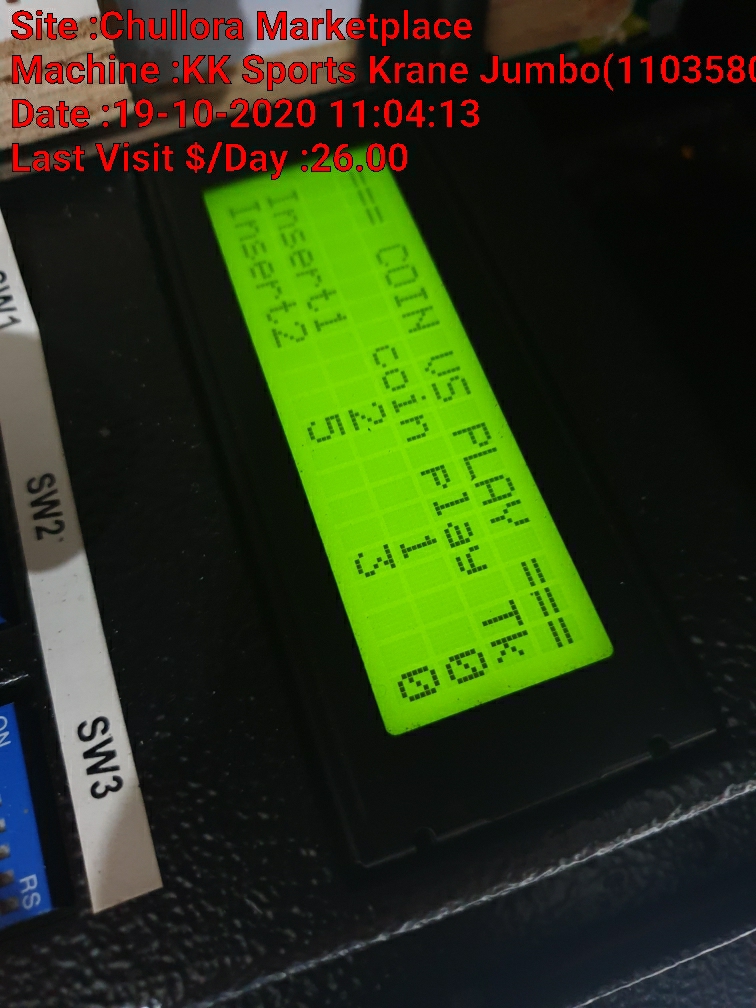 Site :Chullora Marketplace
Machine :KK Sports Krane Jumbo(1103580
Date :19-10-2020 11:04:13
Last Visit $/Day :26.00
=== COIN VS PLAY ===
coin play TK
Insert1 2 1 0
Insert2 5 3 0
SW1
SW2
SW3
ON
RS